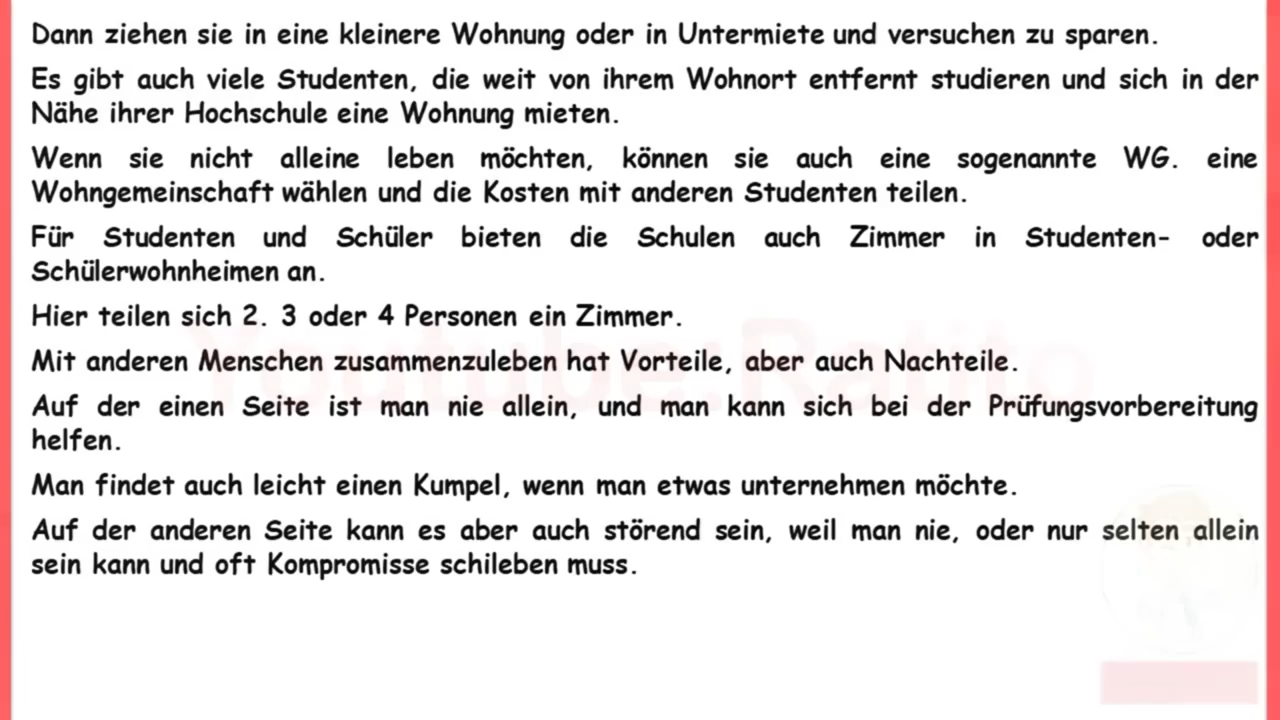 Dann ziehen sie in eine kleinere Wohnung oder in Untermiete und versuchen zu sparen.
Es gibt auch viele Studenten, die weit von ihrem Wohnort entfernt studieren und sich in der
Nähe ihrer Hochschule eine Wohnung mieten.
Wenn sie nicht alleine leben möchten, können sie auch eine sogenannte WG. eine
Wohngemeinschaft wählen und die Kosten mit anderen Studenten teilen.
Für Studenten und Schüler bieten die Schulen auch Zimmer in Studenten- oder
Schülerwohnheimen an.
Hier teilen sich 2. 3 oder 4 Personen ein Zimmer.
Youtube:Ratito
Mit anderen Menschen zusammenzuleben hat Vorteile, aber auch Nachteile.
Auf der einen Seite ist man nie allein, und man kann sich bei der Prüfungsvorbereitung
helfen.
Man findet auch leicht einen Kumpel, wenn man etwas unternehmen möchte.
Auf der anderen Seite kann es aber auch störend sein, weil man nie, oder nur selten allein
sein kann und oft Kompromisse schileben muss.